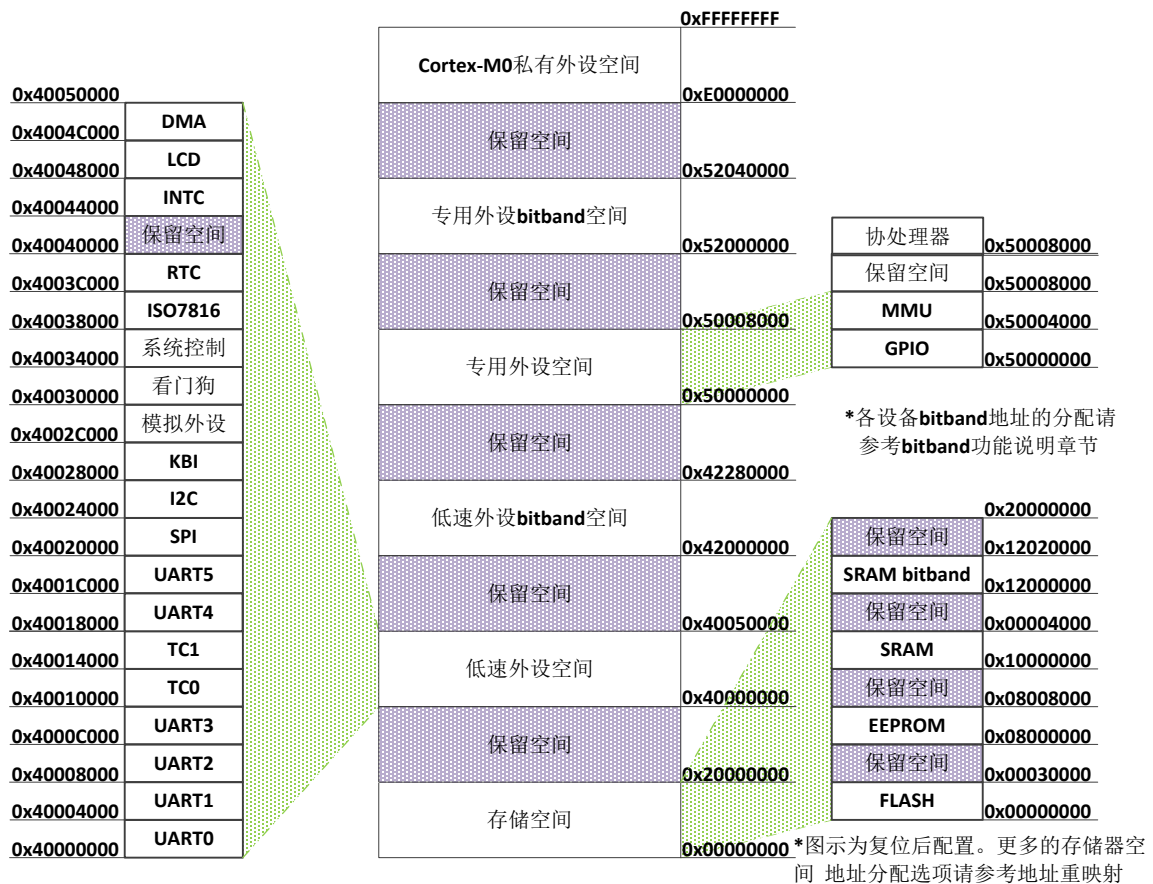 0xFFFFFFFF
Cortex-M0私有外设空间
0xE0000000
保留空间
0x52040000
专用外设bitband空间
0x52000000
保留空间
0x50008000
专用外设空间
0x50000000
保留空间
0x42280000
低速外设bitband空间
0x42000000
保留空间
0x40050000
低速外设空间
0x40000000
保留空间
0x20000000
存储空间
0x00000000
0x40050000
DMA
0x4004C000
LCD
0x40048000
INTC
0x40044000
保留空间
0x40040000
RTC
0x4003C000
ISO7816
0x40038000
系统控制
0x40034000
看门狗
0x40030000
模拟外设
0x4002C000
KBI
0x40028000
I2C
0x40024000
SPI
0x40020000
UART5
0x4001C000
UART4
0x40018000
TC1
0x40014000
TC0
0x40010000
UART3
0x4000C000
UART2
0x40008000
UART1
0x40004000
UART0
0x40000000
协处理器
0x50008000
保留空间
0x50008000
MMU
0x50004000
GPIO
0x50000000
*各设备bitband地址的分配请
参考bitband功能说明章节
0x20000000
保留空间
0x12020000
SRAM bitband
0x12000000
保留空间
0x00004000
SRAM
0x10000000
保留空间
0x08008000
EEPROM
0x08000000
保留空间
0x00030000
FLASH
0x00000000
*图示为复位后配置。更多的存储器空
间 地址分配选项请参考地址重映射